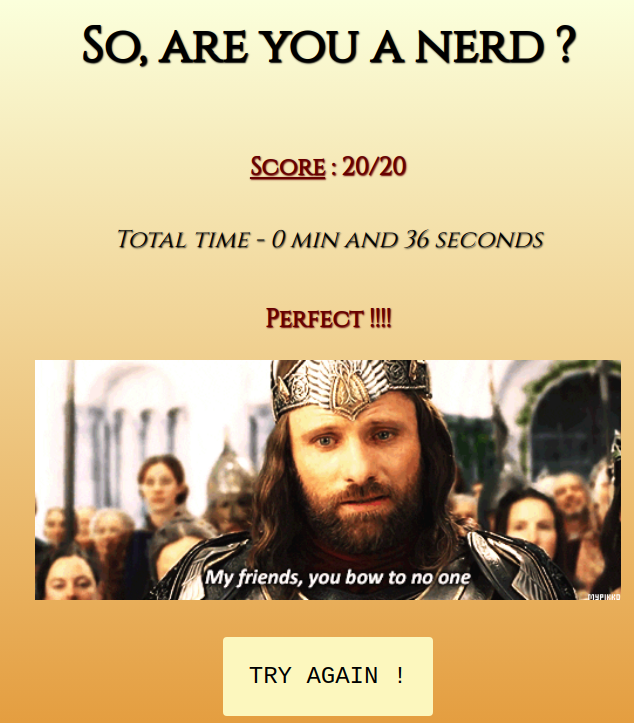 So, are you a nerd ?
Score : 20/20
Total time - 0 min and 36 seconds
Perfect !!!!
My friends, you bow to no one
MYPIKKO
TRY AGAIN !